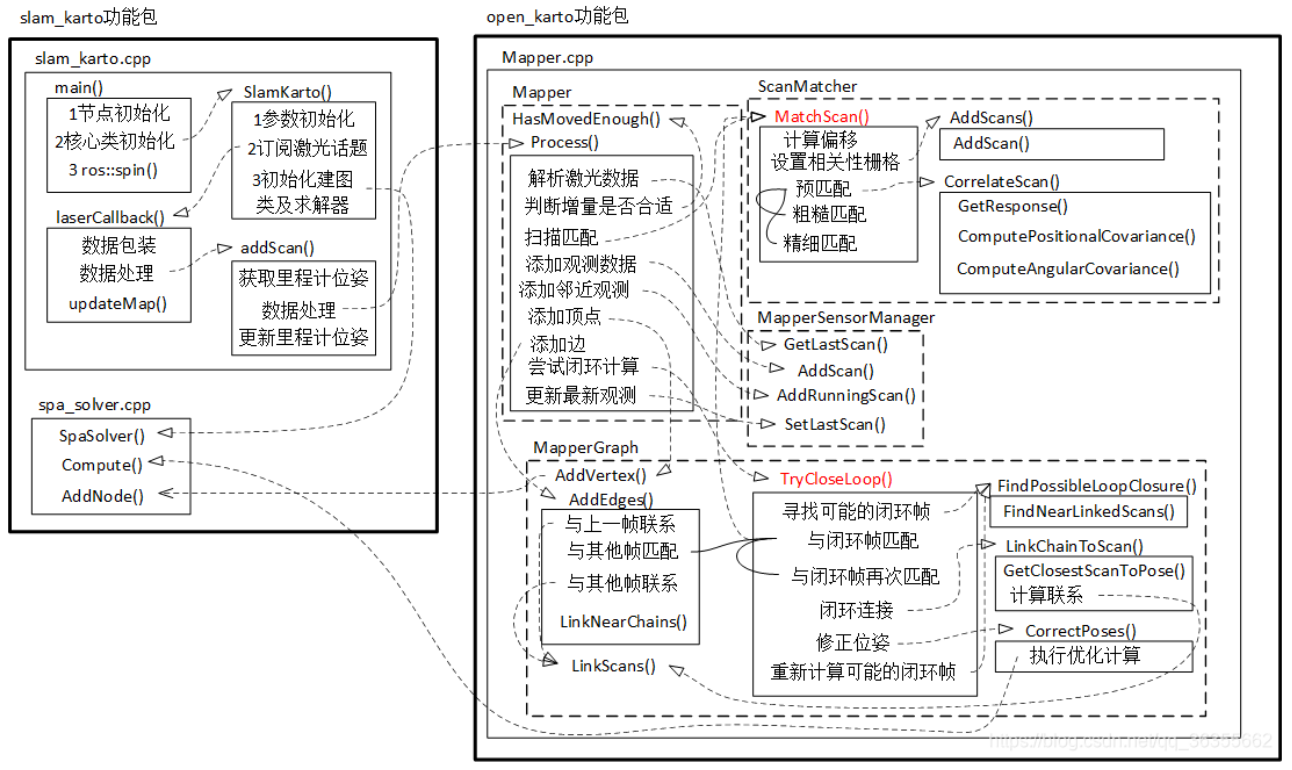 slam_karto功能包
slam_karto.cpp
main()
1节点初始化
2核心类初始化
3 ros::spin()
SlamKarto()
1参数初始化
2订阅激光话题
3初始化建图
类及求解器
laserCallback()
数据包装
数据处理
updateMap()
addScan()
获取里程计位姿
数据处理
更新里程计位姿
spa_solver.cpp
SpaSolver()
Compute()
AddNode()
open_karto功能包
Mapper.cpp
Mapper
HasMovedEnough()
Process()
解析激光数据
判断增量是否合适
扫描匹配
添加观测数据
添加邻近观测
添加顶点
添加边
尝试闭环计算
更新最新观测
ScanMatcher
MatchScan()
计算偏移
设置相关性栅格
预匹配
粗糙匹配
精细匹配
AddScans()
AddScan()
CorrelateScan()
GetResponse()
ComputePositionalCovariance()
ComputeAngularCovariance()
MapperSensorManager
GetLastScan()
AddScan()
AddRunningScan()
SetLastScan()
MapperGraph
AddVertex()
AddEdges()
与上一帧联系
与其他帧匹配
与其他帧联系
LinkNearChains()
LinkScans()
TryCloseLoop()
寻找可能的闭环帧
与闭环帧匹配
与闭环帧再次匹配
闭环连接
修正位姿
重新计算可能的闭环帧
FindPossibleLoopClosure()
FindNearLinkedScans()
LinkChainToScan()
GetClosestScanToPose()
计算联系
CorrectPoses()
执行优化计算